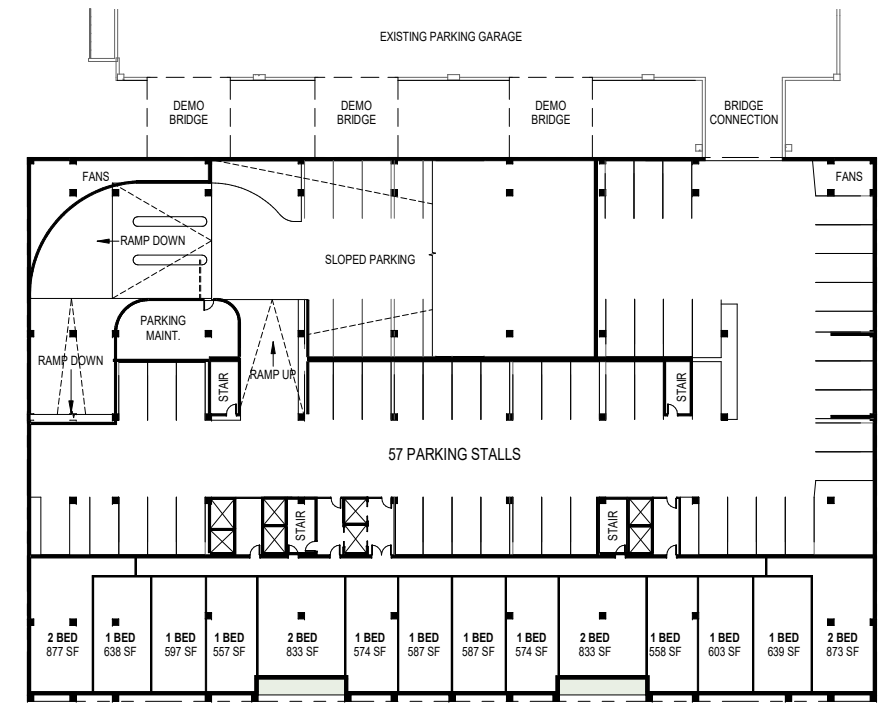 EXISTING PARKING GARAGE
DEMO
BRIDGE
DEMO
BRIDGE
DEMO
BRIDGE
BRIDGE
CONNECTION
FANS
FANS
RAMP DOWN
SLOPED PARKING
PARKING
MAINT.
RAMP DOWN
STAIR
RAMP UP
STAIR
57 PARKING STALLS
STAIR
STAIR
2 BED
877 SF
1 BED
638 SF
1 BED
597 SF
1 BED
557 SF
2 BED
833 SF
1 BED
574 SF
1 BED
587 SF
1 BED
587 SF
1 BED
574 SF
2 BED
833 SF
1 BED
558 SF
1 BED
603 SF
1 BED
639 SF
2 BED
873 SF